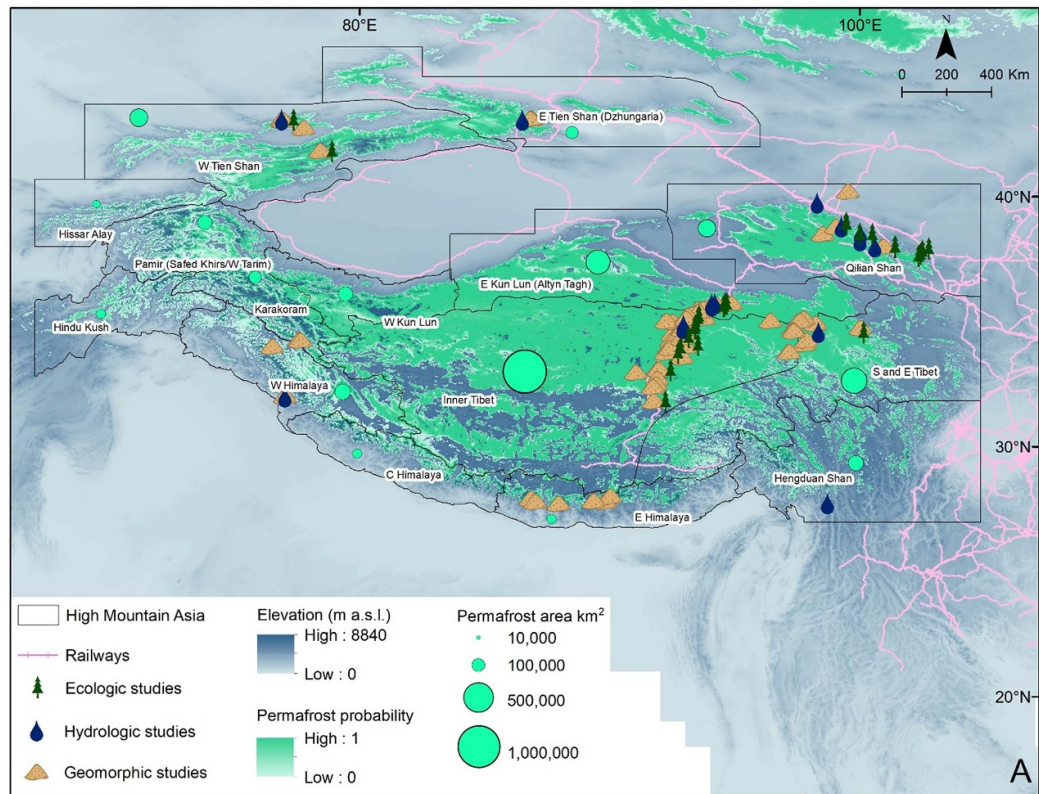 80°E
100°E
N
0 200 400 Km
E Tien Shan (Dzhungaria)
W Tien Shan
40°N
Hissar Alay
Pamir (Safed Khirs/W Tarim)
E Kun Lun (Altyn Tagh)
Qilian Shan
Karakoram
W Kun Lun
Hindu Kush
W Himalaya
Inner Tibet
S and E Tibet
30°N
C Himalaya
Hengduan Shan
E Himalaya
High Mountain Asia
Railways
Ecologic studies
Hydrologic studies
Geomorphic studies
Elevation (m a.s.l.)
High : 8840
Low : 0
Permafrost probability
High : 1
Low : 0
Permafrost area km²
10,000
100,000
500,000
1,000,000
20°N
A